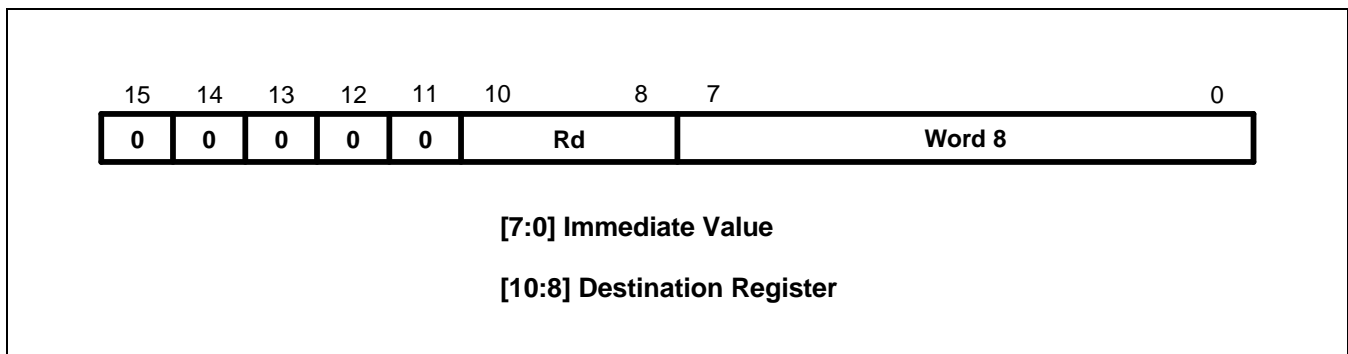 15 14 13 12 11 10 8 7 0
0 0 0 0 0 Rd Word 8
[7:0] Immediate Value
[10:8] Destination Register